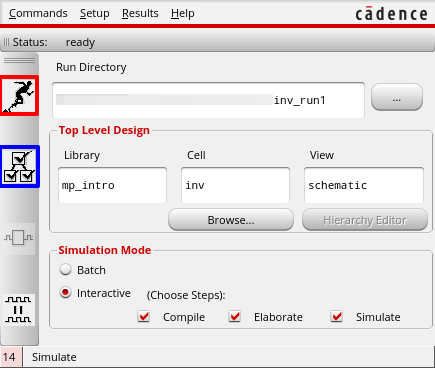 Commands Setup Results Help cādence
Status: ready
Run Directory
inv_run1 ...
Top Level Design
Library Cell View
mp_intro inv schematic
Browse... Hierarchy Editor
Simulation Mode
Batch
Interactive (Choose Steps):
Compile Elaborate Simulate
14 Simulate